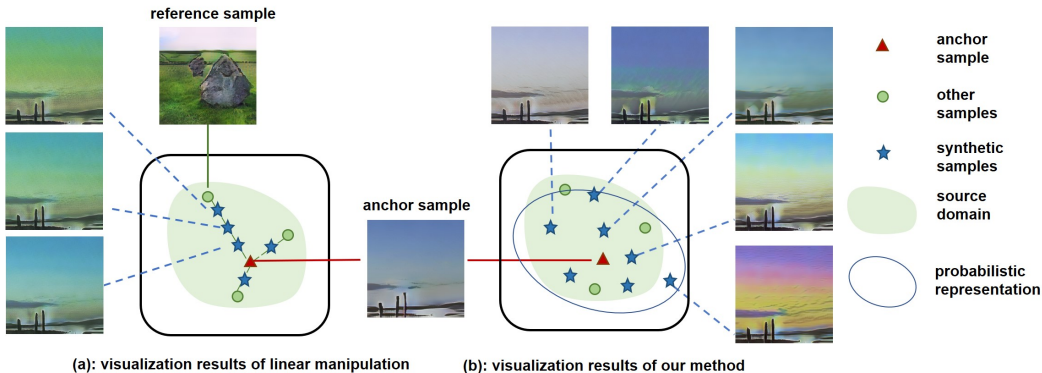 reference sample
anchor sample
anchor
sample
other
samples
synthetic
samples
source
domain
probabilistic
representation
(a): visualization results of linear manipulation
(b): visualization results of our method